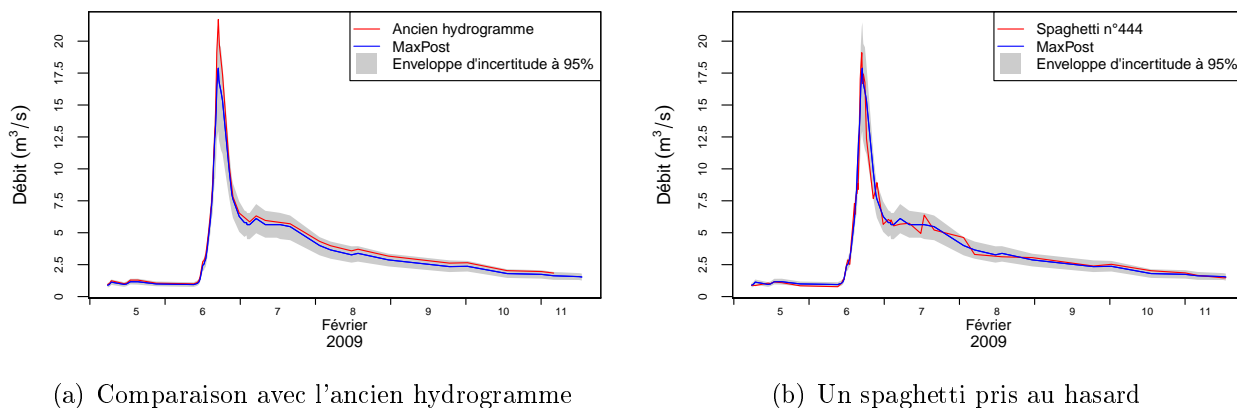 Ancien hydrogramme
MaxPost
Enveloppe d'incertitude à 95%
Débit (m³/s)
20
17.5
15
12.5
10
7.5
5
2.5
0
5 6 7 8 9 10 11
Février
2009
(a) Comparaison avec l'ancien hydrogramme
Spaghetti n°444
MaxPost
Enveloppe d'incertitude à 95%
Débit (m³/s)
20
17.5
15
12.5
10
7.5
5
2.5
0
5 6 7 8 9 10 11
Février
2009
(b) Un spaghetti pris au hasard